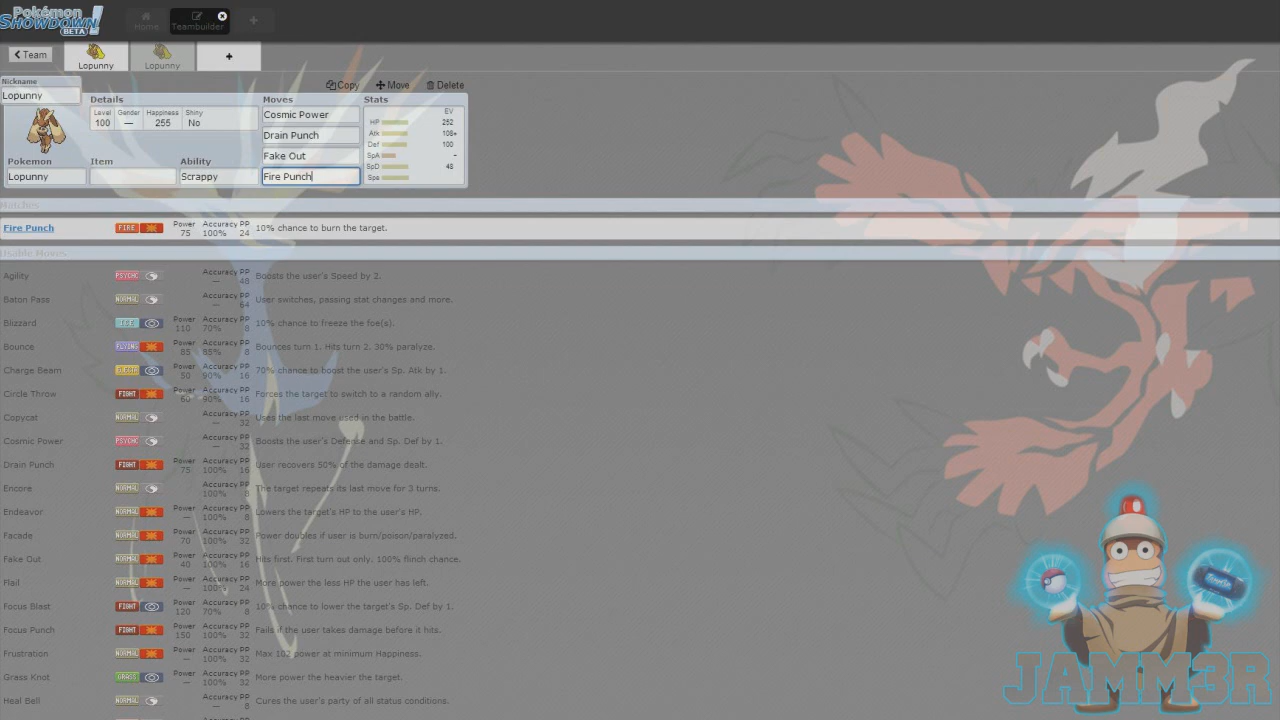 Pokémon
SHOWDOWN!
BETA
Home
Teambuilder
+
Team
Lopunny
Lopunny
+
Nickname
Lopunny
Copy
Move
Delete
Details
Moves
Stats
Level
Gender
Happiness
Shiny
100
—
255
No
Cosmic Power
Drain Punch
Fake Out
Fire Punch
EV
HP 252
Atk 108+
Def 100
SpA -
SpD 48
Spe
Pokemon
Item
Ability
Lopunny
Scrappy
Matches
Fire Punch FIRE Power 75 Accuracy 100% PP 24 10% chance to burn the target.
Usable Moves
Agility PSYCHC Accuracy — PP 48 Boosts the user's Speed by 2.
Baton Pass NORMAL Accuracy — PP 64 User switches, passing stat changes and more.
Blizzard ICE Power 110 Accuracy 70% PP 8 10% chance to freeze the foe(s).
Bounce FLYING Power 85 Accuracy 85% PP 8 Bounces turn 1. Hits turn 2. 30% paralyze.
Charge Beam ELECTR Power 50 Accuracy 90% PP 16 70% chance to boost the user's Sp. Atk by 1.
Circle Throw FIGHT Power 60 Accuracy 90% PP 16 Forces the target to switch to a random ally.
Copycat NORMAL Accuracy — PP 32 Uses the last move used in the battle.
Cosmic Power PSYCHC Accuracy — PP 32 Boosts the user's Defense and Sp. Def by 1.
Drain Punch FIGHT Power 75 Accuracy 100% PP 16 User recovers 50% of the damage dealt.
Encore NORMAL Accuracy 100% PP 8 The target repeats its last move for 3 turns.
Endeavor NORMAL Power — Accuracy 100% PP 8 Lowers the target's HP to the user's HP.
Facade NORMAL Power 70 Accuracy 100% PP 32 Power doubles if user is burn/poison/paralyzed.
Fake Out NORMAL Power 40 Accuracy 100% PP 16 Hits first. First turn out only. 100% flinch chance.
Flail NORMAL Power — Accuracy 100% PP 24 More power the less HP the user has left.
Focus Blast FIGHT Power 120 Accuracy 70% PP 8 10% chance to lower the target's Sp. Def by 1.
Focus Punch FIGHT Power 150 Accuracy 100% PP 32 Fails if the user takes damage before it hits.
Frustration NORMAL Power — Accuracy 100% PP 32 Max 102 power at minimum Happiness.
Grass Knot GRASS Power — Accuracy 100% PP 32 More power the heavier the target.
Heal Bell NORMAL Accuracy — PP 8 Cures the user's party of all status conditions.
JAMM3R